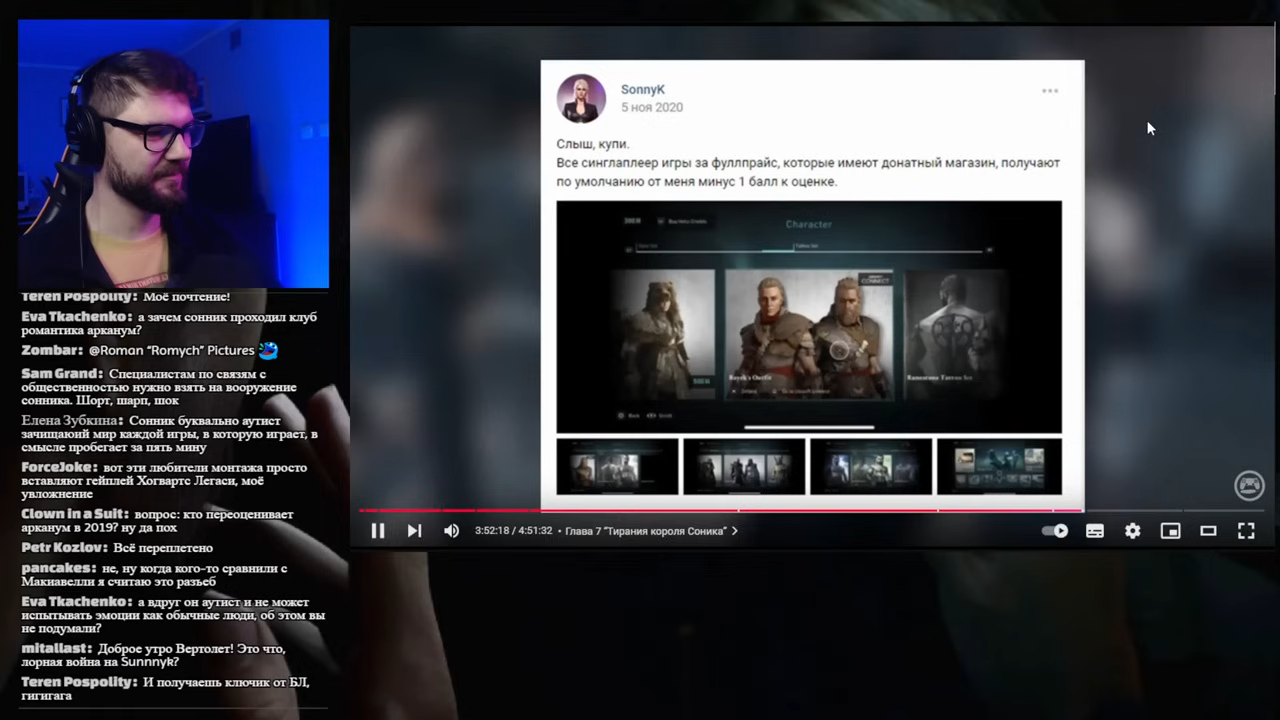 Teren Pospolity: Моё почтение!
Eva Tkachenko: а зачем сонник проходил клуб
романтика арканум?
Zombar: @Roman “Romych” Pictures
Sam Grand: Специалистам по связям с
общественностью нужно взять на вооружение
сонника. Шорт, шарп, шок
Елена Зубкина: Сонник буквально аутист
зачищаюий мир каждой игры, в которую играет, в
смысле пробегает за пять мину
ForceJoke: вот эти любители монтажа просто
вставляют гейплей Хогвартс Легаси, моё
увложнение
Clown in a Suit: вопрос: кто переоценивает
арканум в 2019? ну да пох
Petr Kozlov: Всё переплетено
pancakes: не, ну когда кого-то сравнили с
Макиавелли я считаю это разъеб
Eva Tkachenko: а вдруг он аутист и не может
испытывать эмоции как обычные люди, об этом вы
не подумали?
mitallast: Доброе утро Вертолет! Это что,
лорная война на Sunnnyk?
Teren Pospolity: И получаешь ключик от БЛ,
гигигага
SonnyK
5 ноя 2020
Слыш, купи.
Все синглаплеер игры за фуллпрайс, которые имеют донатный магазин, получают
по умолчанию от меня минус 1 балл к оценке.
Character
CONNECT
3:52:18 / 4:51:32 • Глава 7 “Тирания короля Соника”